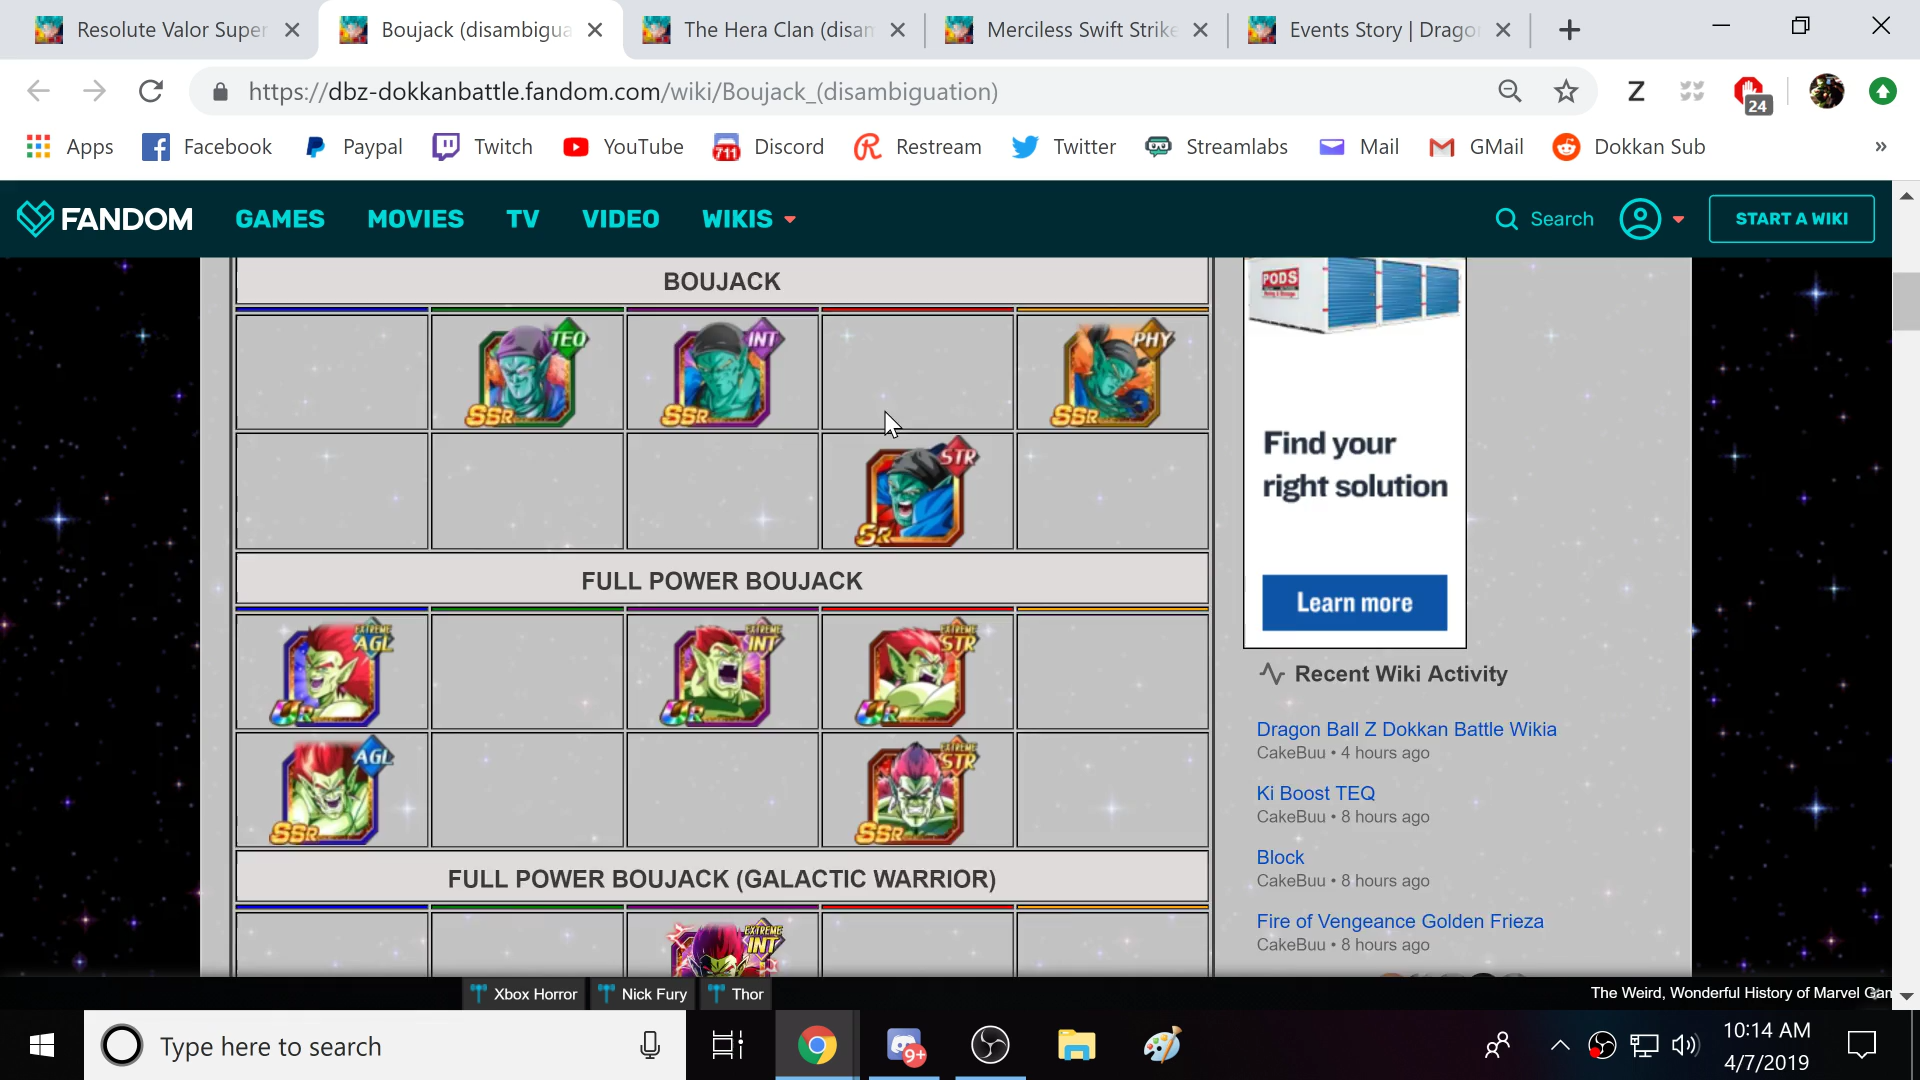 Resolute Valor Super
Boujack (disambigua
The Hera Clan (disam
Merciless Swift Strike
Events Story | Dragon
https://dbz-dokkanbattle.fandom.com/wiki/Boujack_(disambiguation)
Z
24
Apps
Facebook
Paypal
Twitch
YouTube
711
Discord
Restream
Twitter
Streamlabs
Mail
GMail
Dokkan Sub
»
FANDOM
GAMES
MOVIES
TV
VIDEO
WIKIS
Search
START A WIKI
BOUJACK
TEQ
SSR
INT
SSR
PHY
SSR
STR
SR
FULL POWER BOUJACK
EXTREME
AGL
UR
EXTREME
INT
UR
EXTREME
STR
UR
AGL
SSR
EXTREME
STR
SSR
FULL POWER BOUJACK (GALACTIC WARRIOR)
EXTREME
INT
PODS
Find your
right solution
Learn more
Recent Wiki Activity
Dragon Ball Z Dokkan Battle Wikia
CakeBuu • 4 hours ago
Ki Boost TEQ
CakeBuu • 8 hours ago
Block
CakeBuu • 8 hours ago
Fire of Vengeance Golden Frieza
CakeBuu • 8 hours ago
Xbox Horror
Nick Fury
Thor
The Weird, Wonderful History of Marvel Gam
Type here to search
9+
10:14 AM
4/7/2019